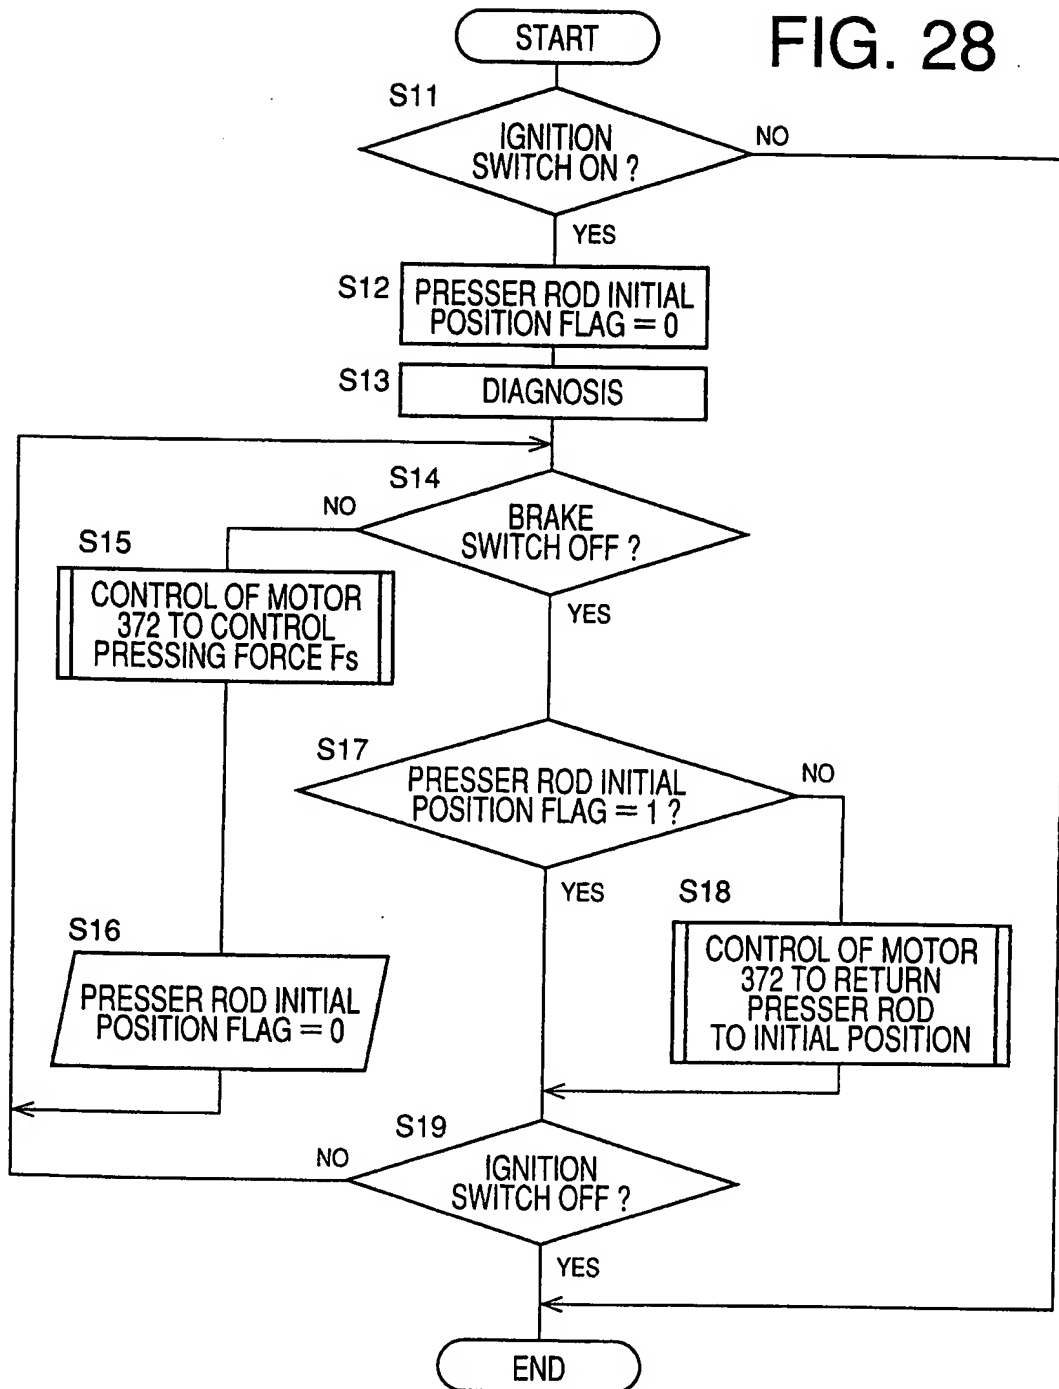 START
FIG. 28
S11
IGNITION
SWITCH ON ?
NO
YES
S12
PRESSER ROD INITIAL
POSITION FLAG = 0
S13
DIAGNOSIS
S14
NO
BRAKE
SWITCH OFF ?
YES
S15
CONTROL OF MOTOR
372 TO CONTROL
PRESSING FORCE Fs
S17
PRESSER ROD INITIAL
POSITION FLAG = 1 ?
NO
YES
S18
CONTROL OF MOTOR
372 TO RETURN
PRESSER ROD
TO INITIAL POSITION
S16
PRESSER ROD INITIAL
POSITION FLAG = 0
S19
NO
IGNITION
SWITCH OFF ?
YES
END